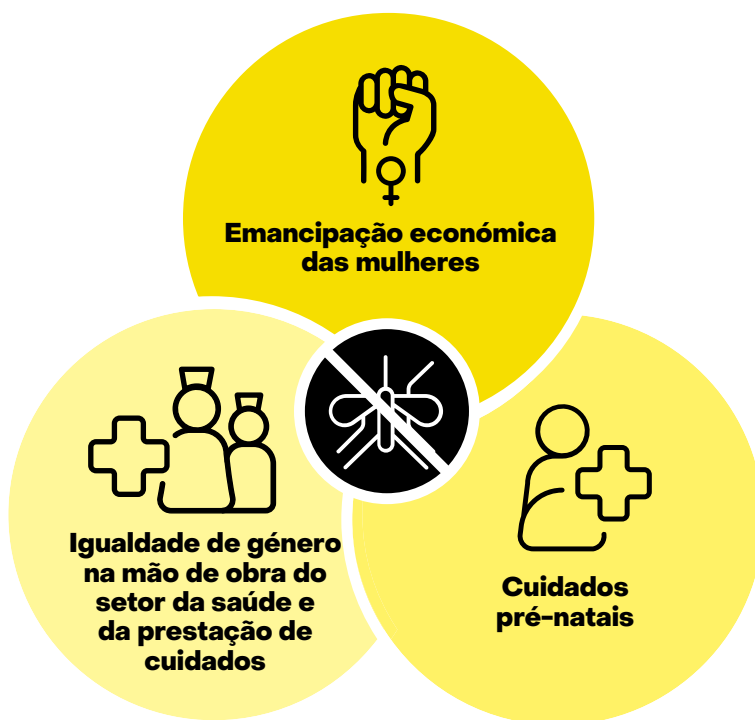 Emancipação económica
das mulheres
Igualdade de género
na mão de obra do
setor da saúde e
da prestação de
cuidados
Cuidados
pré-natais